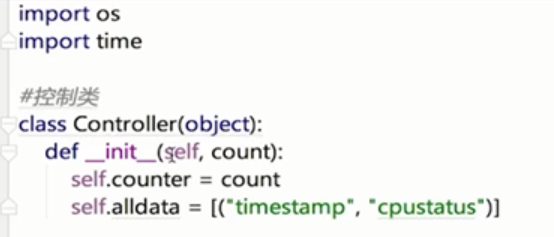 import os
import time
#控制类
class Controller(object):
def __init__(self, count):
self.counter = count
self.alldata = [("timestamp", "cpustatus")]